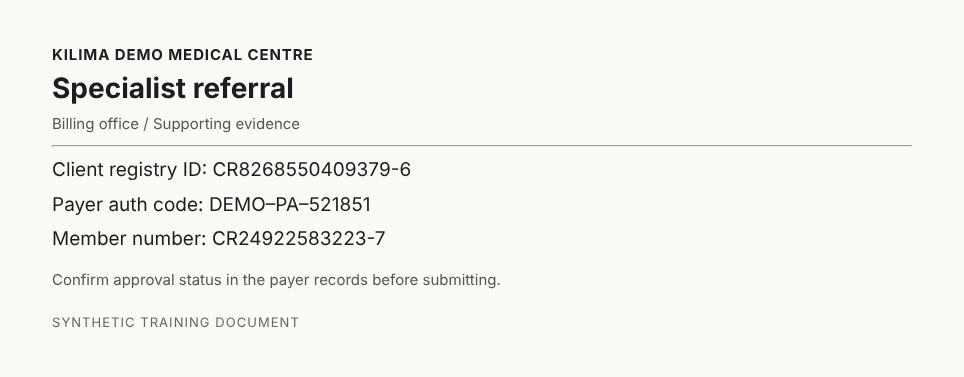 KILIMA DEMO MEDICAL CENTRE
Specialist referral
Billing office / Supporting evidence
Client registry ID: CR8268550409379-6
Payer auth code: DEMO–PA–521851
Member number: CR24922583223-7
Confirm approval status in the payer records before submitting.
SYNTHETIC TRAINING DOCUMENT